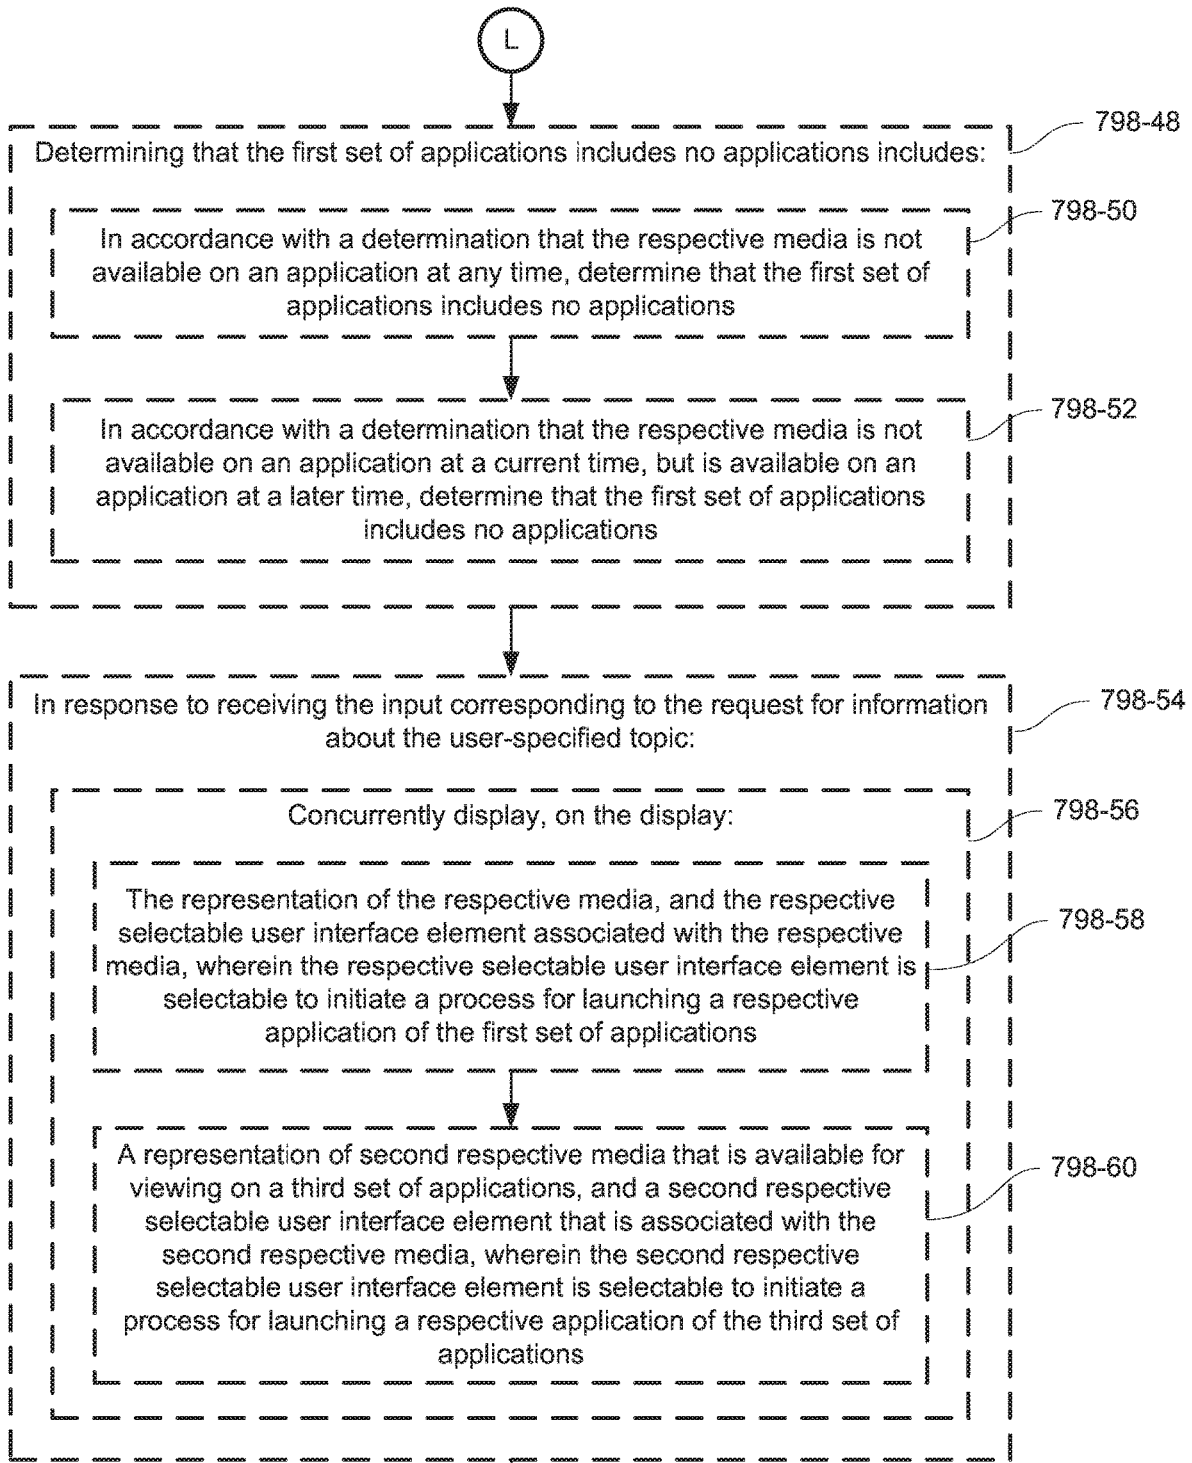 L
798-48
Determining that the first set of applications includes no applications includes:
798-50
In accordance with a determination that the respective media is not
available on an application at any time, determine that the first set of
applications includes no applications
798-52
In accordance with a determination that the respective media is not
available on an application at a current time, but is available on an
application at a later time, determine that the first set of applications
includes no applications
798-54
In response to receiving the input corresponding to the request for information
about the user-specified topic:
798-56
Concurrently display, on the display:
798-58
The representation of the respective media, and the respective
selectable user interface element associated with the respective
media, wherein the respective selectable user interface element is
selectable to initiate a process for launching a respective
application of the first set of applications
798-60
A representation of second respective media that is available for
viewing on a third set of applications, and a second respective
selectable user interface element that is associated with the
second respective media, wherein the second respective
selectable user interface element is selectable to initiate a
process for launching a respective application of the third set of
applications